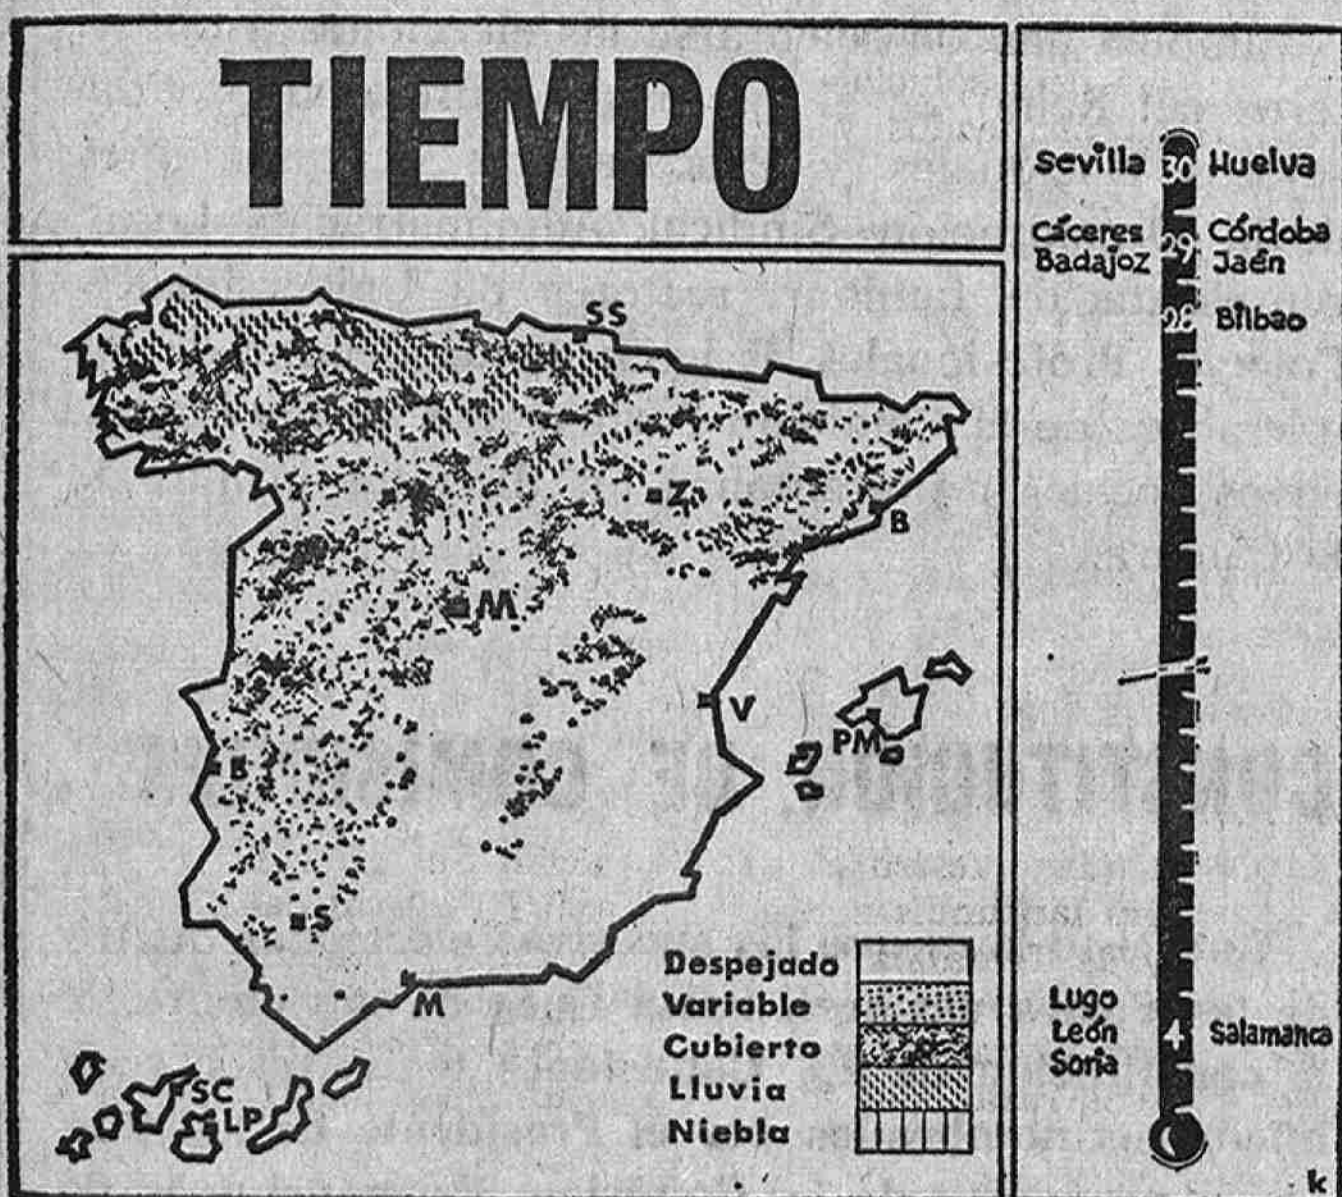 TIEMPO
Sevilla 30 Huelva
Cáceres 29 Córdoba
Badajoz Jaén
28 Bilbao
C
SS
Z
B
M
V
PM
B
S
M
SC
LP
Despejado
Variable
Cubierto
Lluvia
Niebla
Lugo
León 4 Salamanca
Soria
k